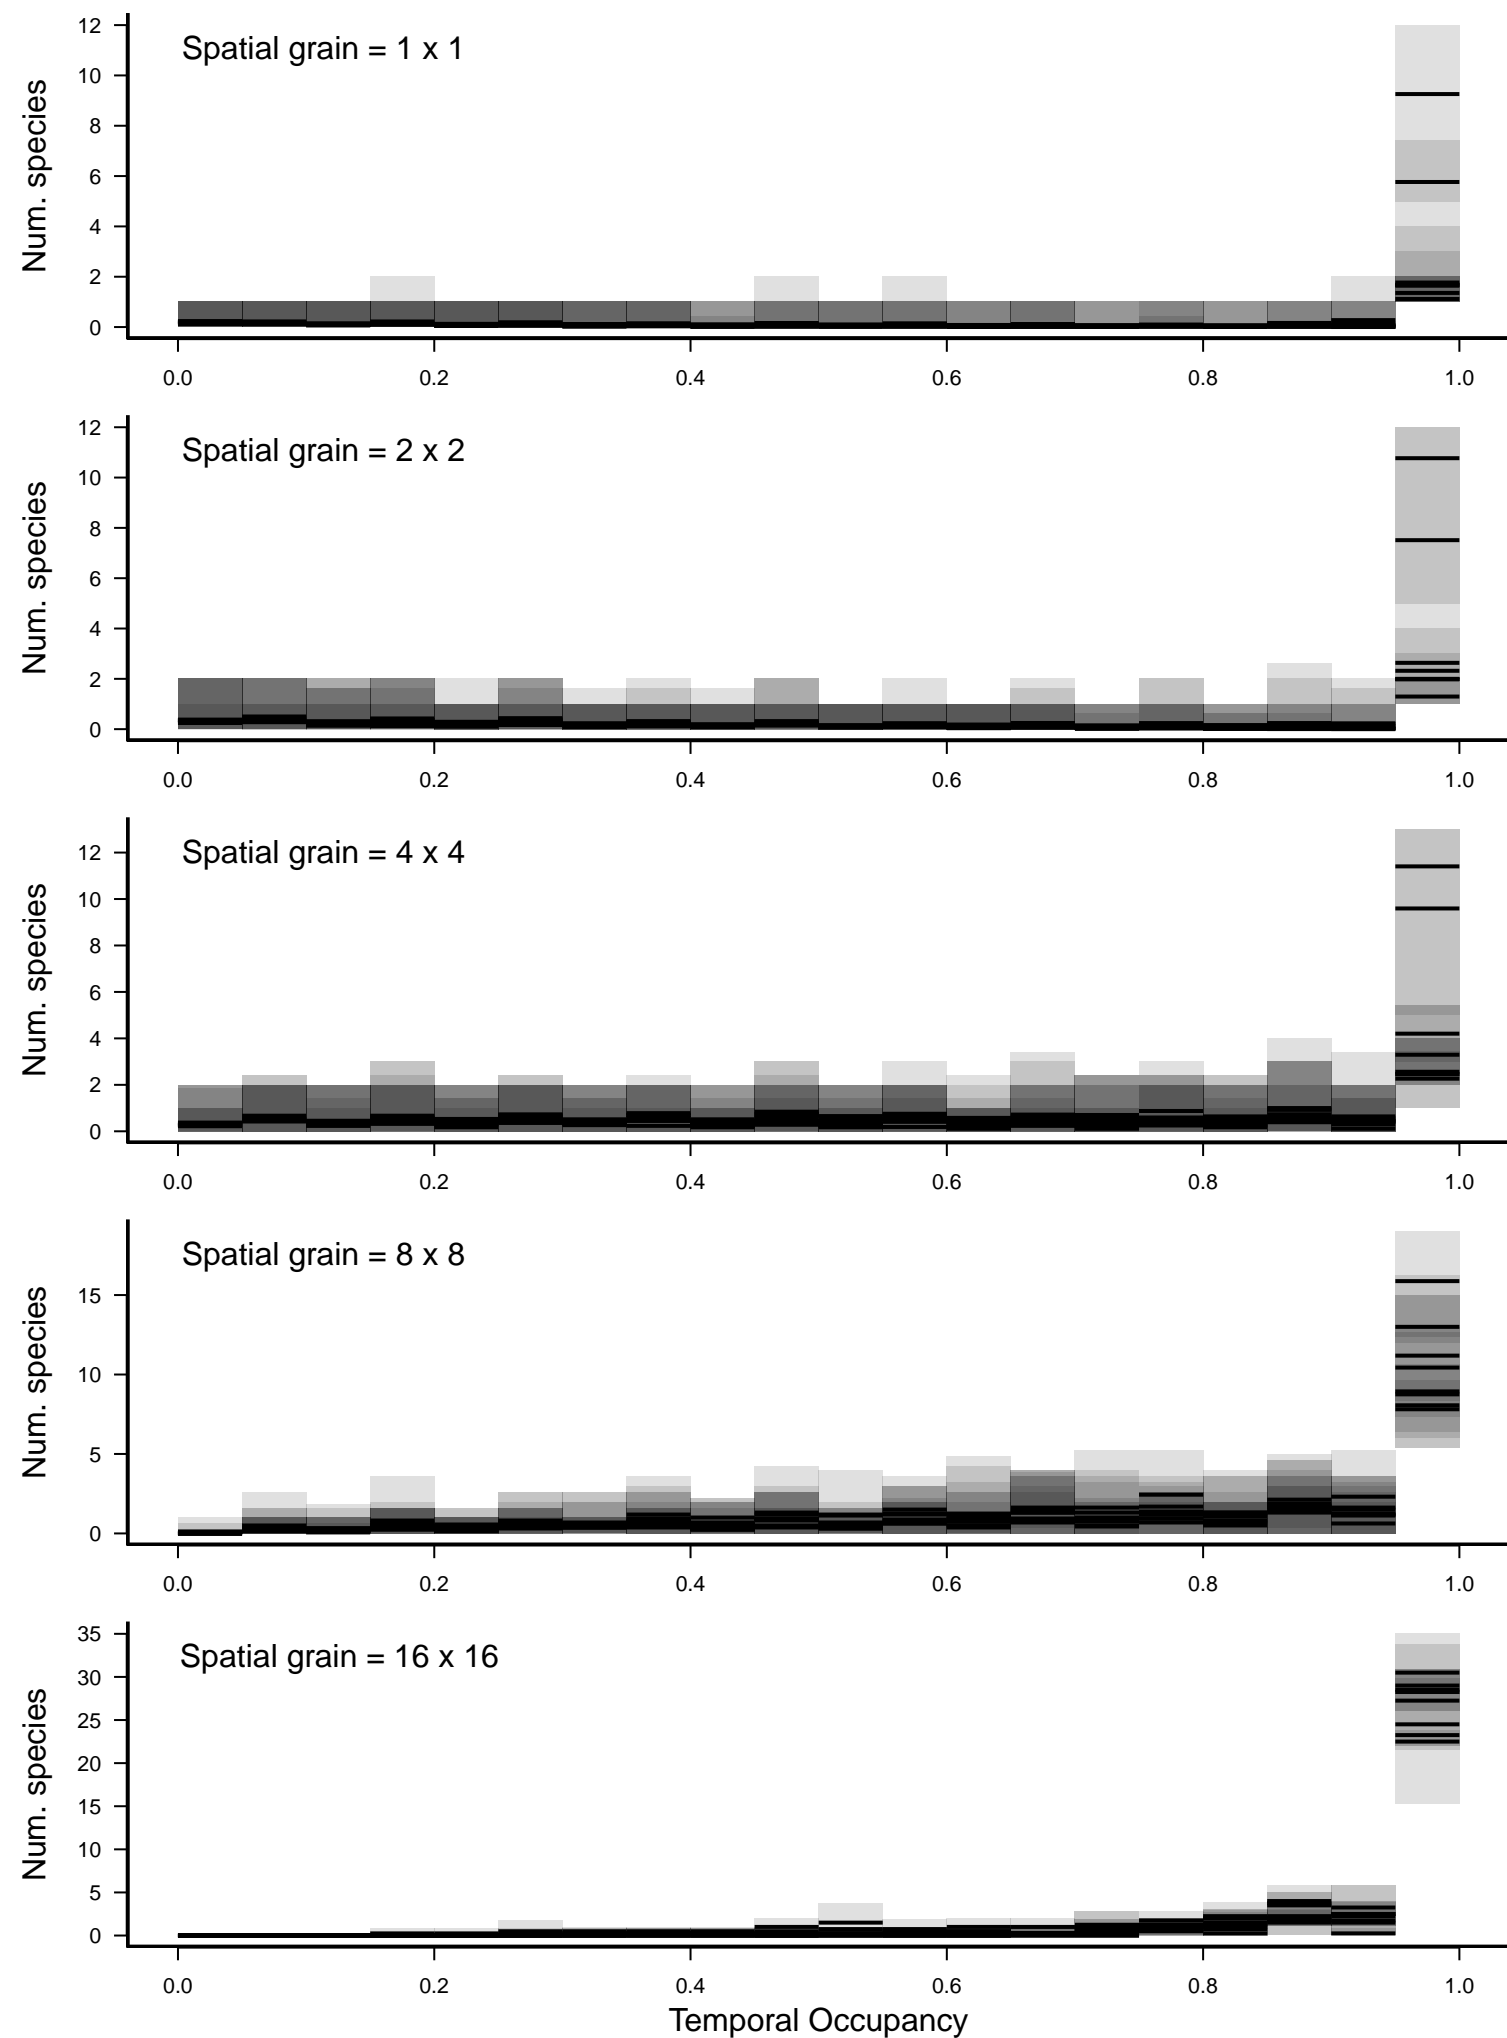 Spatial grain = 1 x 1
Num. species
12
10
8
6
4
2
0
0.0 0.2 0.4 0.6 0.8 1.0
Spatial grain = 2 x 2
Num. species
12
10
8
6
4
2
0
0.0 0.2 0.4 0.6 0.8 1.0
Spatial grain = 4 x 4
Num. species
12
10
8
6
4
2
0
0.0 0.2 0.4 0.6 0.8 1.0
Spatial grain = 8 x 8
Num. species
15
10
5
0
0.0 0.2 0.4 0.6 0.8 1.0
Spatial grain = 16 x 16
Num. species
35
30
25
20
15
10
5
0
0.0 0.2 0.4 0.6 0.8 1.0
Temporal Occupancy